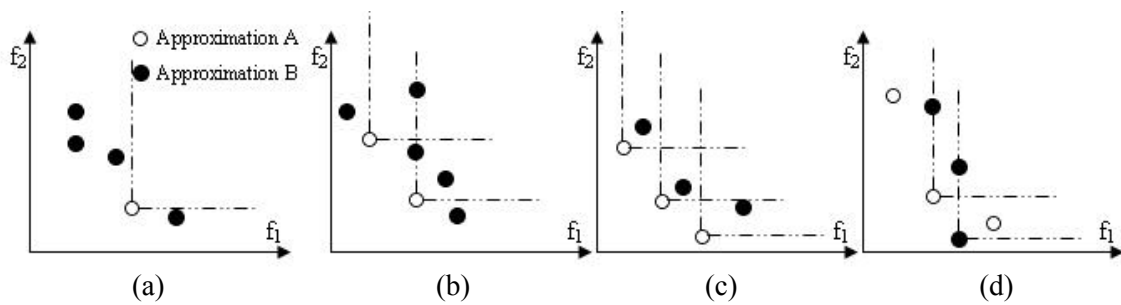 Approximation A
Approximation B
f2
f1
(a)
f2
f1
(b)
f2
f1
(c)
f2
f1
(d)